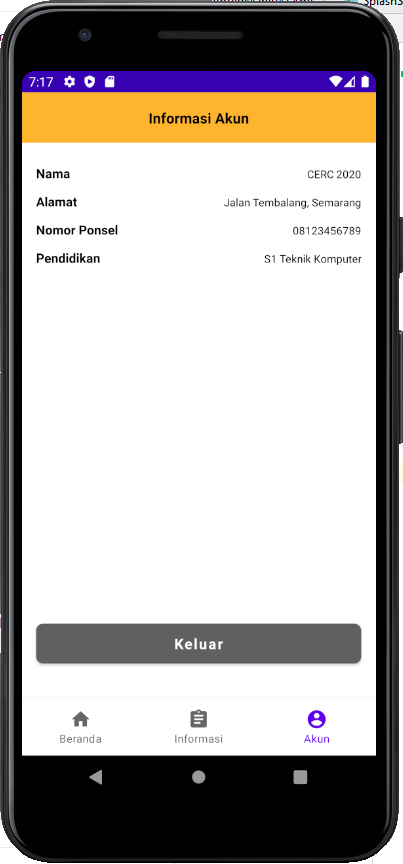 7:17
Informasi Akun
Nama CERC 2020
Alamat Jalan Tembalang, Semarang
Nomor Ponsel 08123456789
Pendidikan S1 Teknik Komputer
Keluar
Beranda Informasi Akun